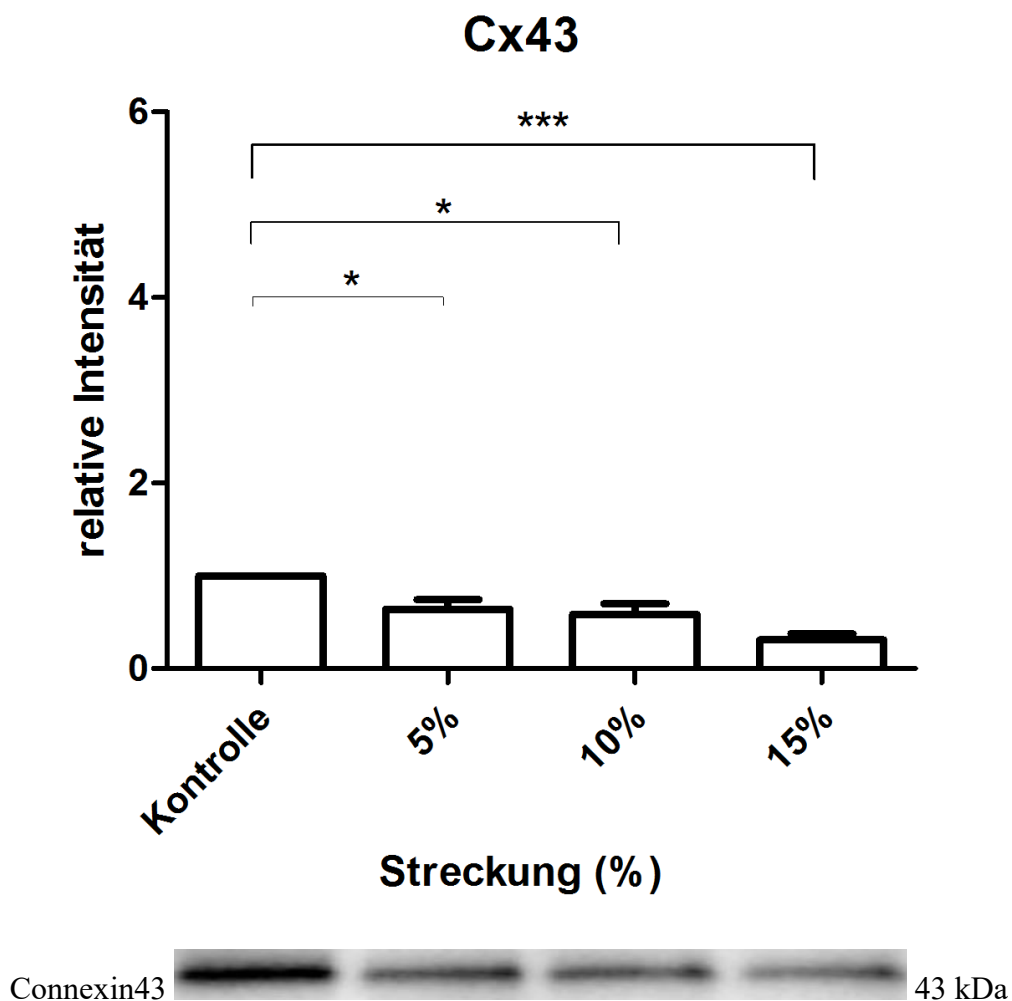 Cx43
6
***
*
*
4
2
0
relative Intensität
Kontrolle
5%
10%
15%
Streckung (%)
Connexin43 43 kDa